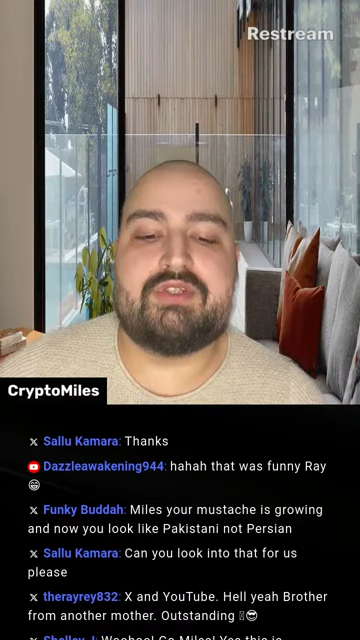 Restream
CryptoMiles
Sallu Kamara: Thanks
Dazzleawakening944: hahah that was funny Ray
😁
Funky Buddah: Miles your mustache is growing
and now you look like Pakistani not Persian
Sallu Kamara: Can you look into that for us
please
therayrey832: X and YouTube. Hell yeah Brother
from another mother. Outstanding 😎